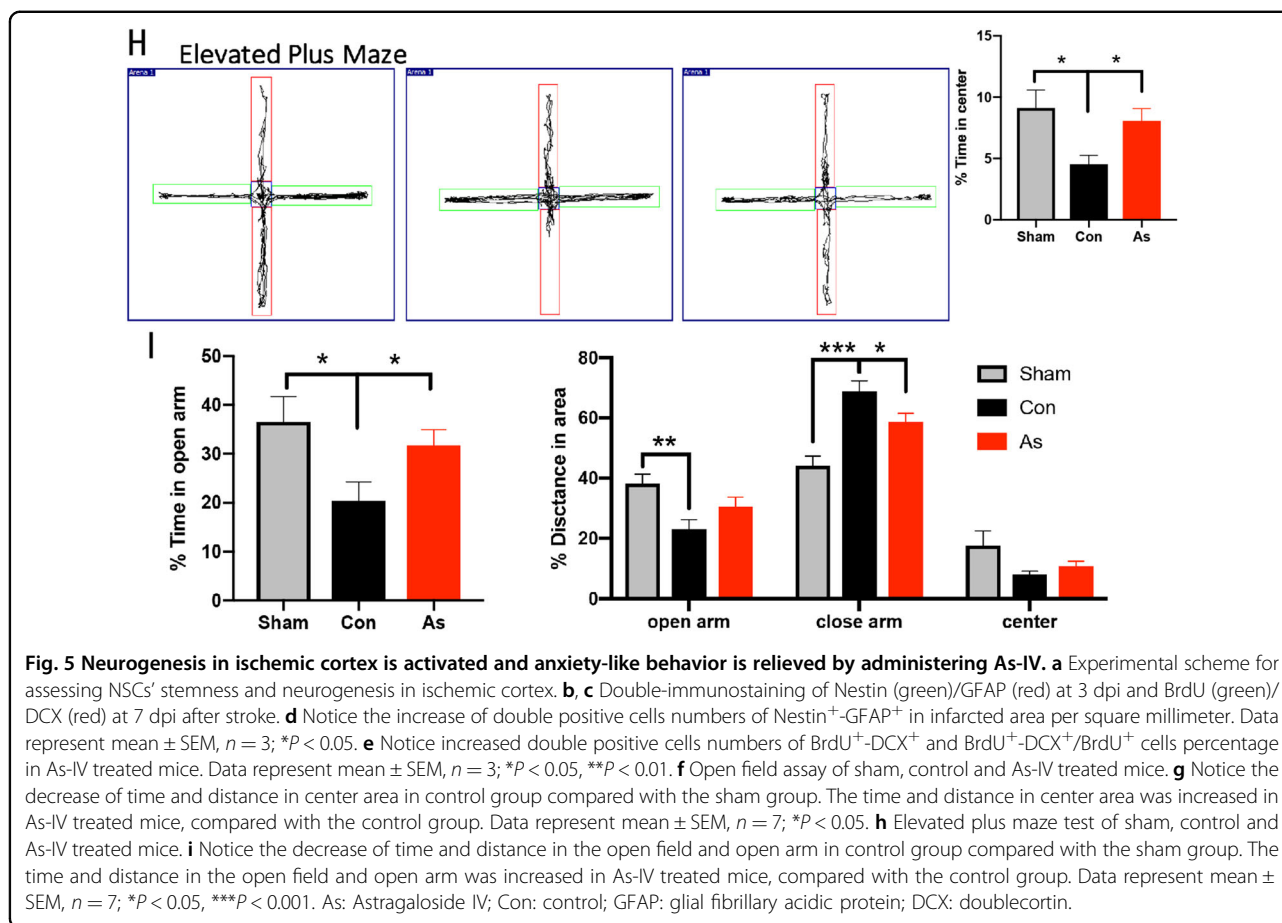 H
Elevated Plus Maze
Arena 1
Arena 1
Arena 1
% Time in center
15
10
5
0
* *
Sham Con As
I
% Time in open arm
50
40
30
20
10
0
* *
Sham Con As
% Disctance in area
80
60
40
20
0
**
*** *
open arm close arm center
Sham
Con
As
Fig. 5 Neurogenesis in ischemic cortex is activated and anxiety-like behavior is relieved by administering As-IV. a Experimental scheme for
assessing NSCs’ stemness and neurogenesis in ischemic cortex. b, c Double-immunostaining of Nestin (green)/GFAP (red) at 3 dpi and BrdU (green)/
DCX (red) at 7 dpi after stroke. d Notice the increase of double positive cells numbers of Nestin⁺-GFAP⁺ in infarcted area per square millimeter. Data
represent mean ± SEM, n = 3; *P < 0.05. e Notice increased double positive cells numbers of BrdU⁺-DCX⁺ and BrdU⁺-DCX⁺/BrdU⁺ cells percentage
in As-IV treated mice. Data represent mean ± SEM, n = 3; *P < 0.05, **P < 0.01. f Open field assay of sham, control and As-IV treated mice. g Notice the
decrease of time and distance in center area in control group compared with the sham group. The time and distance in center area was increased in
As-IV treated mice, compared with the control group. Data represent mean ± SEM, n = 7; *P < 0.05. h Elevated plus maze test of sham, control and
As-IV treated mice. i Notice the decrease of time and distance in the open field and open arm in control group compared with the sham group. The
time and distance in the open field and open arm was increased in As-IV treated mice, compared with the control group. Data represent mean ±
SEM, n = 7; *P < 0.05, ***P < 0.001. As: Astragaloside IV; Con: control; GFAP: glial fibrillary acidic protein; DCX: doublecortin.